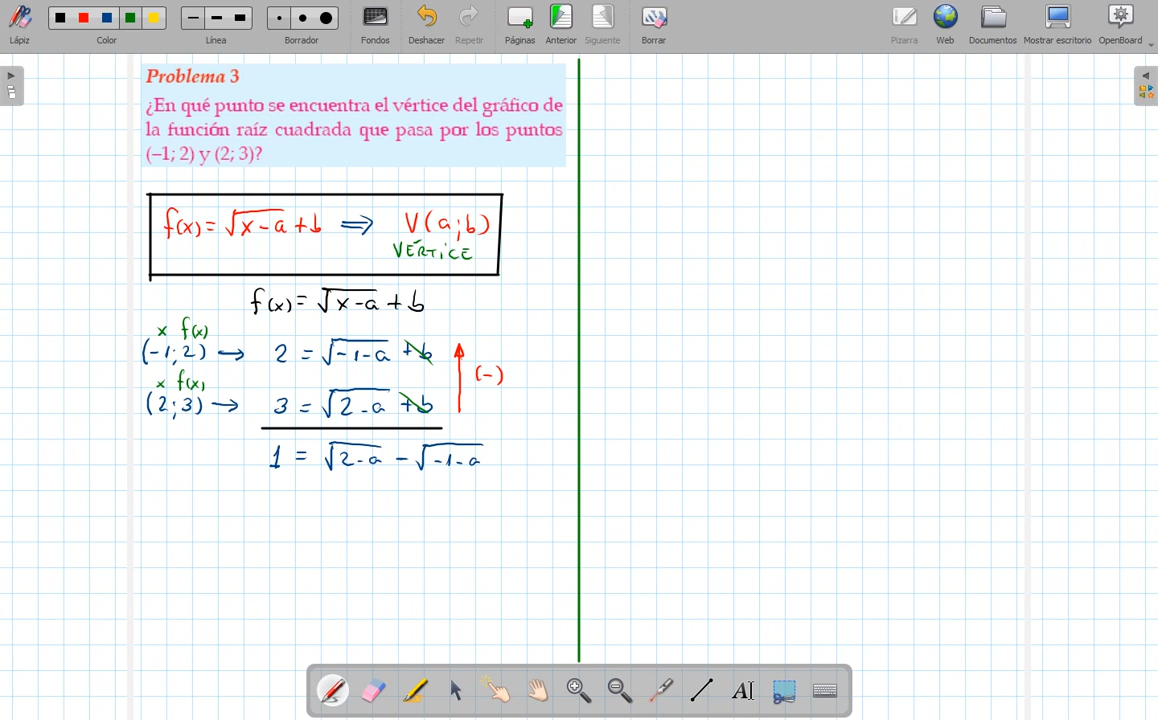 Lápiz Color Línea Borrador Fondos Deshacer Repetir Páginas Anterior Siguiente Borrar Pizarra Web Documentos Mostrar escritorio OpenBoard
Problema 3
¿En qué punto se encuentra el vértice del gráfico de
la función raíz cuadrada que pasa por los puntos
(–1; 2) y (2; 3)?
f(x) = √x-a + b ⟹ V(a;b)
VÉRTICE
f(x) = √x-a + b
x f(x)
(-1;2) → 2 = √-1-a +b
(-)
x f(x)
(2;3) → 3 = √2-a +b
1 = √2-a - √-1-a
AI